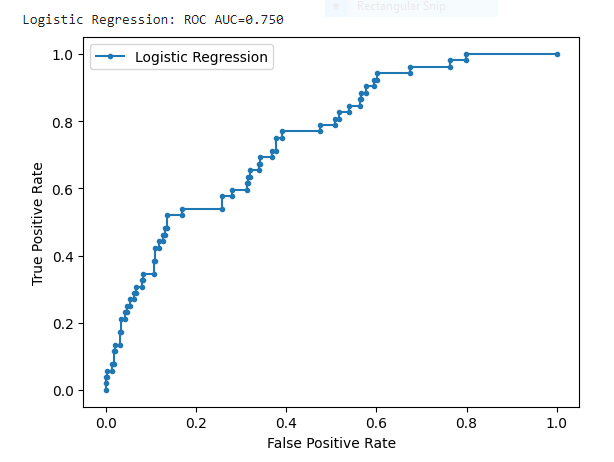 Rectangular Snip
Logistic Regression: ROC AUC=0.750
Logistic Regression
1.0
0.8
0.6
0.4
0.2
0.0
True Positive Rate
0.0 0.2 0.4 0.6 0.8 1.0
False Positive Rate